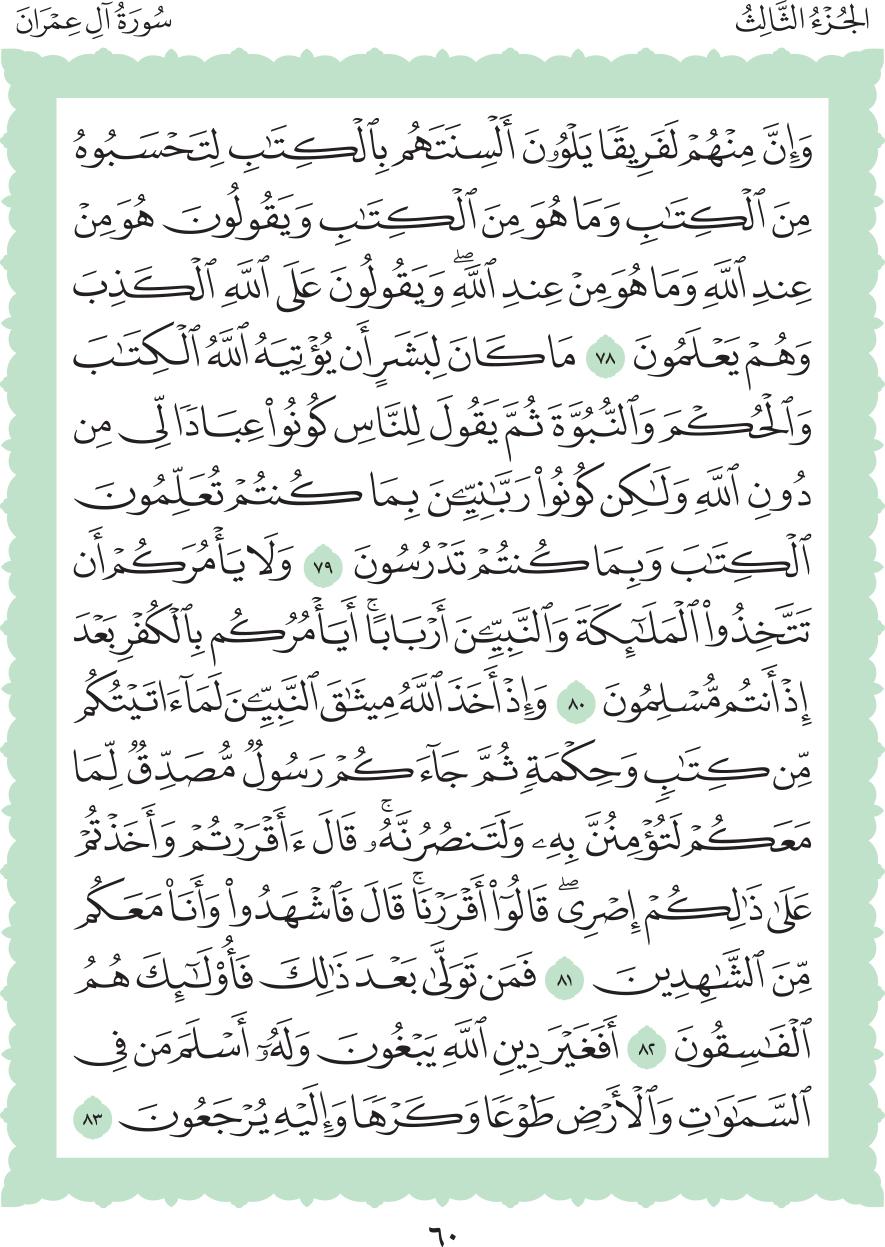 الجُزْءُ الثَّالِثُ
سُورَةُ آلِ عِمْرَانَ
وَإِنَّ مِنْهُمْ لَفَرِيقًا يَلْوُۥنَ أَلْسِنَتَهُم بِٱلْكِتَٰبِ لِتَحْسَبُوهُ
مِنَ ٱلْكِتَٰبِ وَمَا هُوَ مِنَ ٱلْكِتَٰبِ وَيَقُولُونَ هُوَ مِنْ
عِندِ ٱللَّهِ وَمَا هُوَ مِنْ عِندِ ٱللَّهِۖ وَيَقُولُونَ عَلَى ٱللَّهِ ٱلْكَذِبَ
وَهُمْ يَعْلَمُونَ ٧٨ مَا كَانَ لِبَشَرٍ أَن يُؤْتِيَهُ ٱللَّهُ ٱلْكِتَٰبَ
وَٱلْحُكْمَ وَٱلنُّبُوَّةَ ثُمَّ يَقُولَ لِلنَّاسِ كُونُوا۟ عِبَادًا لِّى مِن
دُونِ ٱللَّهِ وَلَٰكِن كُونُوا۟ رَبَّٰنِيِّۦنَ بِمَا كُنتُمْ تُعَلِّمُونَ
ٱلْكِتَٰبَ وَبِمَا كُنتُمْ تَدْرُسُونَ ٧٩ وَلَا يَأْمُرَكُمْ أَن
تَتَّخِذُوا۟ ٱلْمَلَٰٓئِكَةَ وَٱلنَّبِيِّۦنَ أَرْبَابًاۚ أَيَأْمُرُكُم بِٱلْكُفْرِ بَعْدَ
إِذْ أَنتُم مُّسْلِمُونَ ٨٠ وَإِذْ أَخَذَ ٱللَّهُ مِيثَٰقَ ٱلنَّبِيِّۦنَ لَمَآ ءَاتَيْتُكُم
مِّن كِتَٰبٍ وَحِكْمَةٍ ثُمَّ جَآءَكُمْ رَسُولٌ مُّصَدِّقٌ لِّمَا
مَعَكُمْ لَتُؤْمِنُنَّ بِهِۦ وَلَتَنصُرُنَّهُۥۚ قَالَ ءَأَقْرَرْتُمْ وَأَخَذْتُمْ
عَلَىٰ ذَٰلِكُمْ إِصْرِىۖ قَالُوٓا۟ أَقْرَرْنَاۚ قَالَ فَٱشْهَدُوا۟ وَأَنَا۠ مَعَكُم
مِّنَ ٱلشَّٰهِدِينَ ٨١ فَمَن تَوَلَّىٰ بَعْدَ ذَٰلِكَ فَأُو۟لَٰٓئِكَ هُمُ
ٱلْفَٰسِقُونَ ٨٢ أَفَغَيْرَ دِينِ ٱللَّهِ يَبْغُونَ وَلَهُۥٓ أَسْلَمَ مَن فِى
ٱلسَّمَٰوَٰتِ وَٱلْأَرْضِ طَوْعًا وَكَرْهًا وَإِلَيْهِ يُرْجَعُونَ ٨٣
٦٠